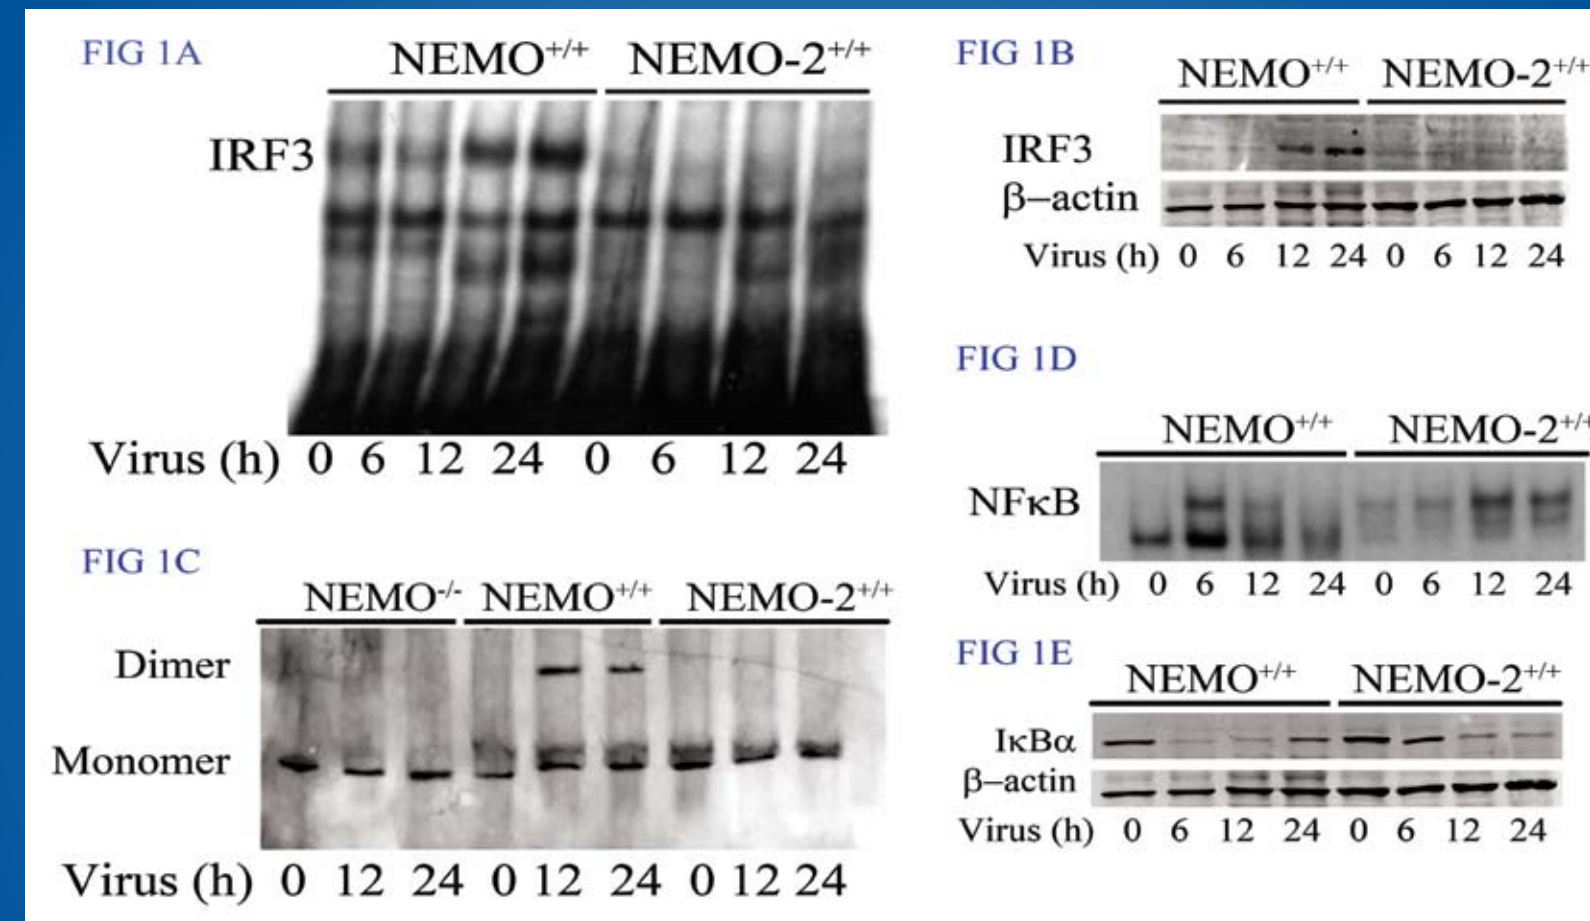 FIG 1A
NEMO+/+ NEMO-2+/+
IRF3
Virus (h) 0 6 12 24 0 6 12 24
FIG 1B
NEMO+/+ NEMO-2+/+
IRF3
β–actin
Virus (h) 0 6 12 24 0 6 12 24
FIG 1C
NEMO-/- NEMO+/+ NEMO-2+/+
Dimer
Monomer
Virus (h) 0 12 24 0 12 24 0 12 24
FIG 1D
NEMO+/+ NEMO-2+/+
NFκB
Virus (h) 0 6 12 24 0 6 12 24
FIG 1E
NEMO+/+ NEMO-2+/+
IκBα
β–actin
Virus (h) 0 6 12 24 0 6 12 24